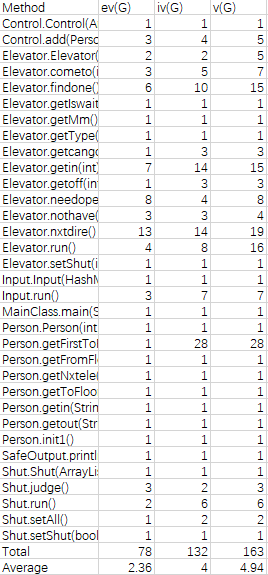 Method ev(G) iv(G) v(G)
Control.Control(A 1 1 1
Control.add(Perso 3 4 5
Elevator.Elevator( 2 2 5
Elevator.cometo(i 3 5 7
Elevator.findone() 6 10 15
Elevator.getIswait 1 1 1
Elevator.getMm() 1 1 1
Elevator.getType( 1 1 1
Elevator.getcango 1 3 3
Elevator.getin(int) 7 14 15
Elevator.getoff(int 1 3 3
Elevator.needope 8 4 8
Elevator.nothave( 3 3 4
Elevator.nxtdire() 13 14 19
Elevator.run() 4 8 16
Elevator.setShut(i 1 1 1
Input.Input(HashM 1 1 1
Input.run() 3 7 7
MainClass.main(S 1 1 1
Person.Person(int 1 1 1
Person.getFirstTol 1 28 28
Person.getFromFl 1 1 1
Person.getNxtele( 1 1 1
Person.getToFloo 1 1 1
Person.getin(Strin 1 1 1
Person.getout(Str 1 1 1
Person.init1() 1 1 1
SafeOutput.printl 1 1 1
Shut.Shut(ArrayLis 1 1 1
Shut.judge() 3 2 3
Shut.run() 2 6 6
Shut.setAll() 1 2 2
Shut.setShut(bool 1 1 1
Total 78 132 163
Average 2.36 4 4.94